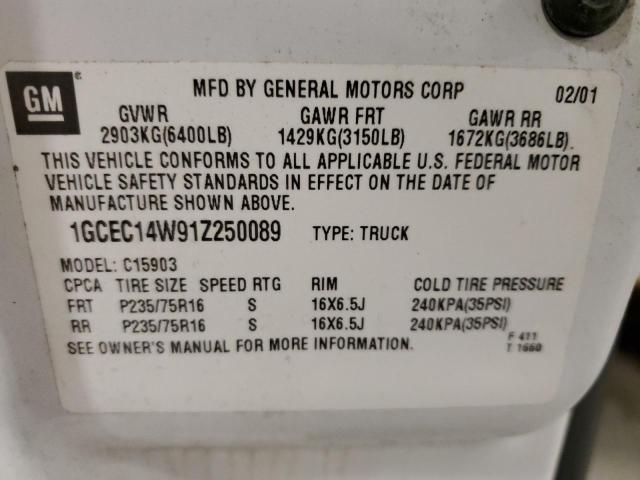 GM ®
MFD BY GENERAL MOTORS CORP 02/01
GVWR GAWR FRT GAWR RR
2903KG(6400LB) 1429KG(3150LB) 1672KG(3686LB)
THIS VEHICLE CONFORMS TO ALL APPLICABLE U.S. FEDERAL MOTOR
VEHICLE SAFETY STANDARDS IN EFFECT ON THE DATE OF
MANUFACTURE SHOWN ABOVE.
1GCEC14W91Z250089 TYPE: TRUCK
MODEL: C15903
CPCA TIRE SIZE SPEED RTG RIM COLD TIRE PRESSURE
FRT P235/75R16 S 16X6.5J 240KPA(35PSI)
RR P235/75R16 S 16X6.5J 240KPA(35PSI)
SEE OWNER'S MANUAL FOR MORE INFORMATION.
F 411
T 1660